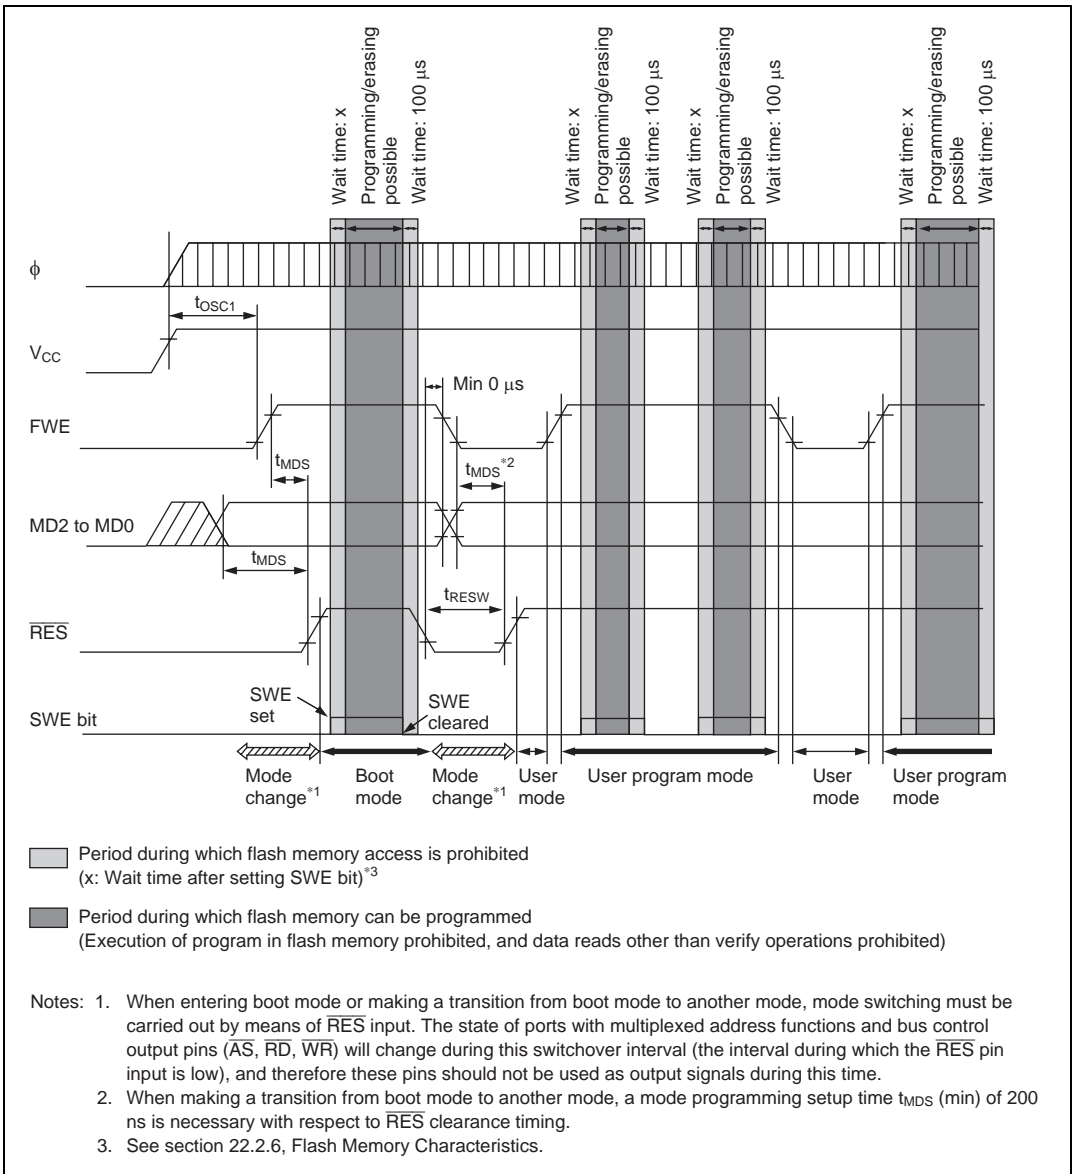 Wait time: x
Programming/erasing
possible
Wait time: 100 μs
Wait time: x
Programming/erasing
possible
Wait time: 100 μs
Wait time: x
Programming/erasing
possible
Wait time: 100 μs
Wait time: x
Programming/erasing
possible
Wait time: 100 μs
ϕ
tOSC1
VCC
Min 0 μs
FWE
tMDS
tMDS*2
MD2 to MD0
tMDS
tRESW
RES
SWE
set
SWE
cleared
SWE bit
Mode
change*1
Boot
mode
Mode
change*1
User
mode
User program mode
User
mode
User program
mode
Period during which flash memory access is prohibited
(x: Wait time after setting SWE bit)*3
Period during which flash memory can be programmed
(Execution of program in flash memory prohibited, and data reads other than verify operations prohibited)
Notes: 1. When entering boot mode or making a transition from boot mode to another mode, mode switching must be
carried out by means of RES input. The state of ports with multiplexed address functions and bus control
output pins (AS, RD, WR) will change during this switchover interval (the interval during which the RES pin
input is low), and therefore these pins should not be used as output signals during this time.
2. When making a transition from boot mode to another mode, a mode programming setup time tMDS (min) of 200
ns is necessary with respect to RES clearance timing.
3. See section 22.2.6, Flash Memory Characteristics.